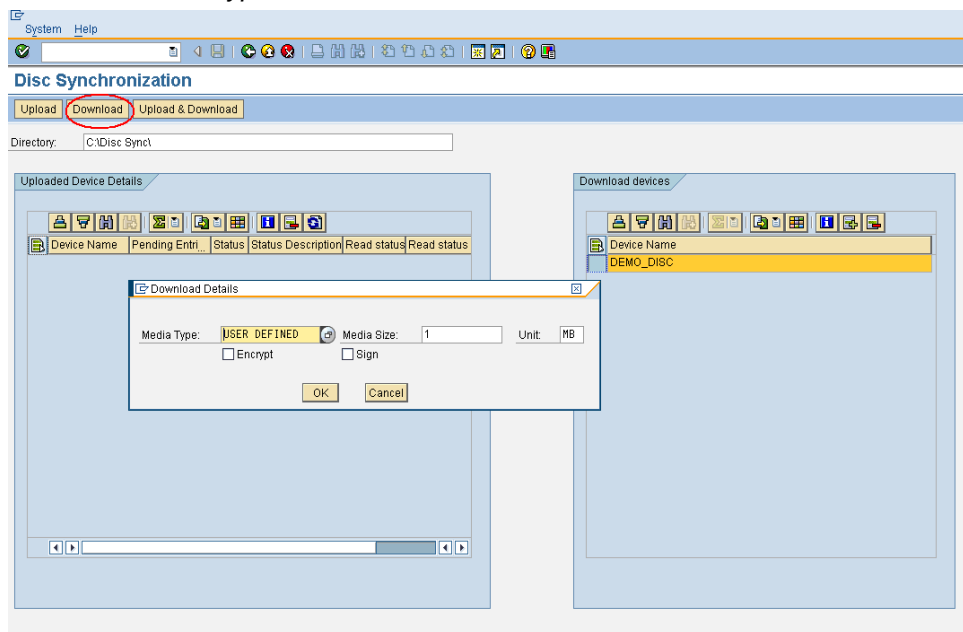 System Help
Disc Synchronization
Upload Download Upload & Download
Directory: C:\Disc Sync\
Uploaded Device Details
Download devices
Device Name Pending Entri... Status Status Description Read status Read status
Device Name
DEMO_DISC
Download Details
Media Type: USER DEFINED Media Size: 1 Unit: MB
Encrypt Sign
OK Cancel